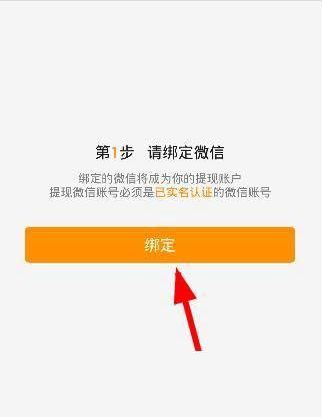 第1步 请绑定微信
绑定的微信将成为你的提现账户
提现微信账号必须是已实名认证的微信账号
绑定